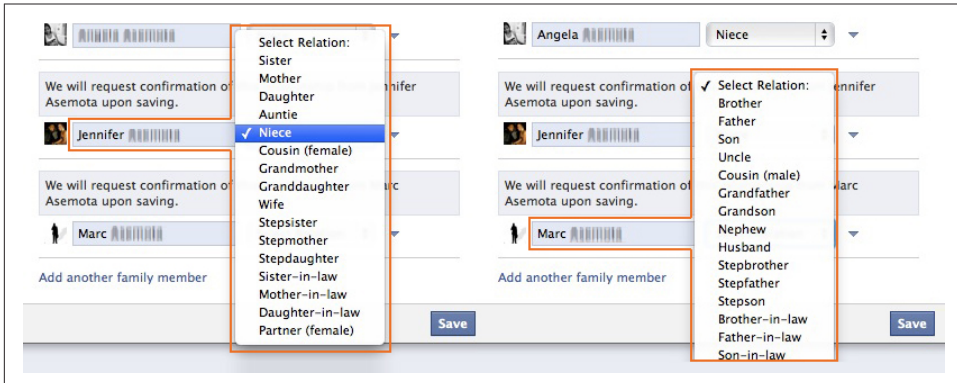 Select Relation:
Sister
Mother
Daughter
Auntie
✓ Niece
Cousin (female)
Grandmother
Granddaughter
Wife
Stepsister
Stepmother
Stepdaughter
Sister-in-law
Mother-in-law
Daughter-in-law
Partner (female)
We will request confirmation of
nnifer
Asemota upon saving.
Jennifer
We will request confirmation of
Marc
Asemota upon saving.
Marc
Add another family member
Save
Angela
Niece
✓ Select Relation:
Brother
Father
Son
Uncle
Cousin (male)
Grandfather
Grandson
Nephew
Husband
Stepbrother
Stepfather
Stepson
Brother-in-law
Father-in-law
Son-in-law
We will request confirmation of
ennifer
Asemota upon saving.
Jennifer
We will request confirmation of
Marc
Asemota upon saving.
Marc
Add another family member
Save